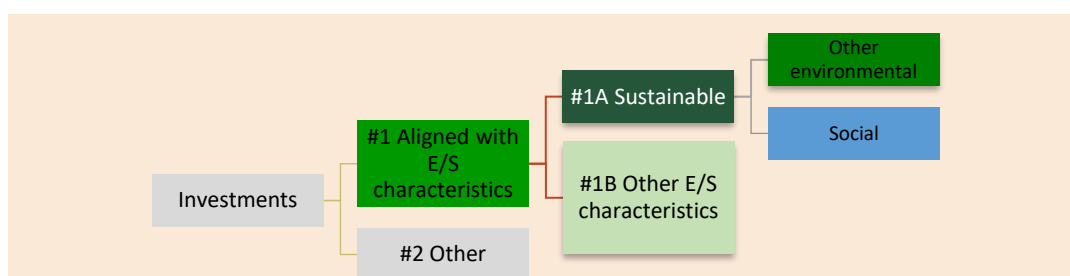 Investments
#1 Aligned with
E/S
characteristics
#2 Other
#1A Sustainable
#1B Other E/S
characteristics
Other
environmental
Social